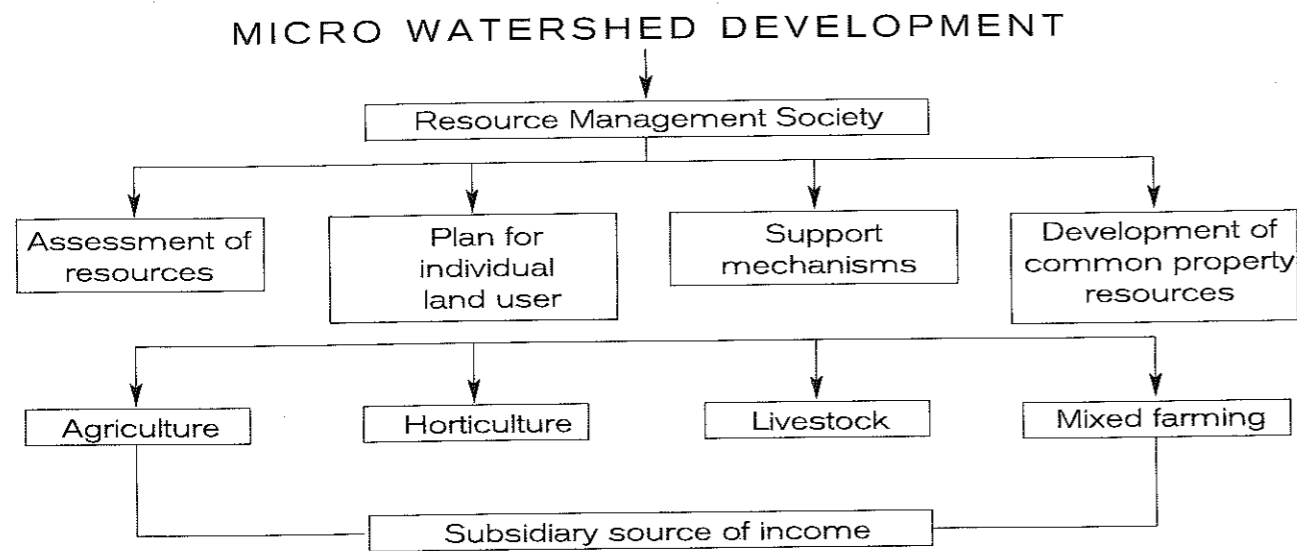 MICRO WATERSHED DEVELOPMENT
Resource Management Society
Assessment of
resources
Plan for
individual
land user
Support
mechanisms
Development of
common property
resources
Agriculture
Horticulture
Livestock
Mixed farming
Subsidiary source of income